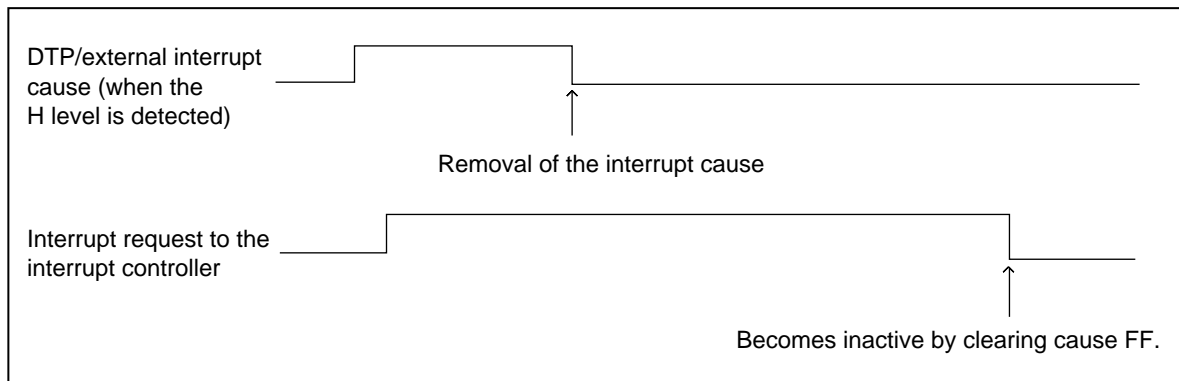 DTP/external interrupt
cause (when the
H level is detected)
Removal of the interrupt cause
Interrupt request to the
interrupt controller
Becomes inactive by clearing cause FF.